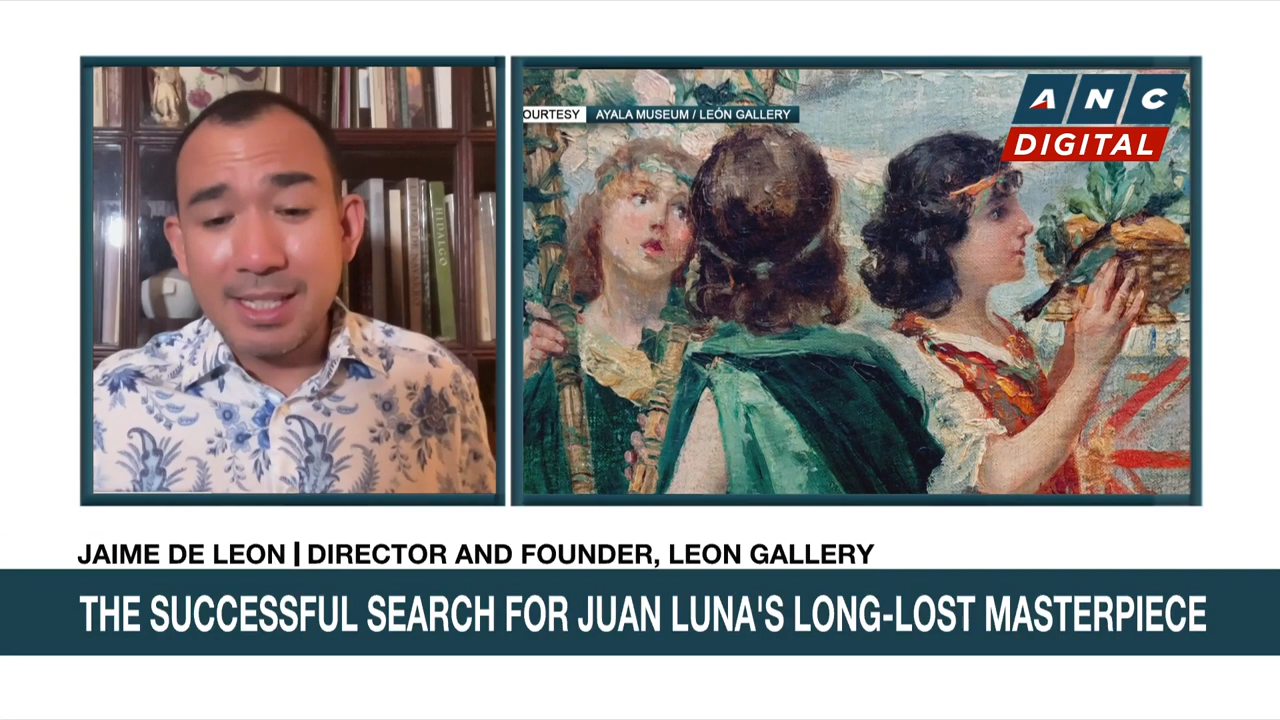 OURTESY AYALA MUSEUM / LEÓN GALLERY
ANC
DIGITAL
HIDALGO
JAIME DE LEON | DIRECTOR AND FOUNDER, LEON GALLERY
THE SUCCESSFUL SEARCH FOR JUAN LUNA'S LONG-LOST MASTERPIECE